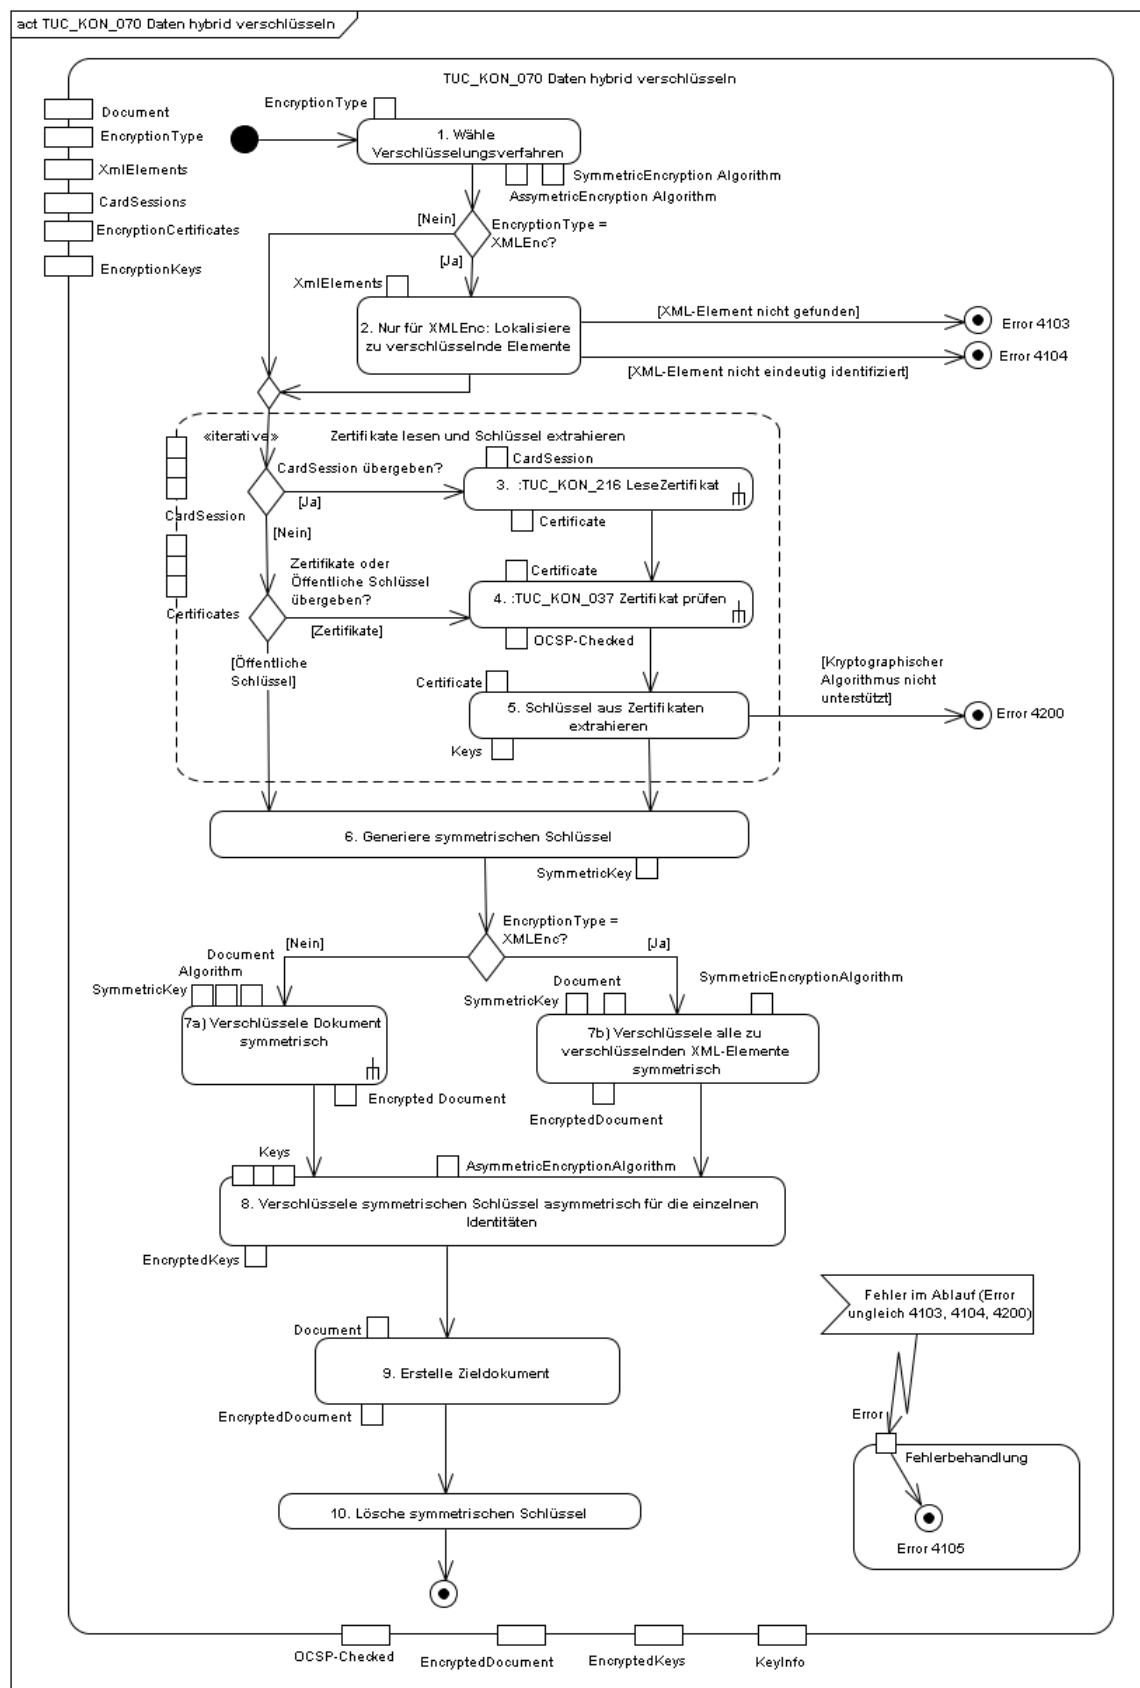 act TUC_KON_070 Daten hybrid verschlüsseln
TUC_KON_070 Daten hybrid verschlüsseln
Document
EncryptionType
XmlElements
CardSessions
EncryptionCertificates
EncryptionKeys
EncryptionType
1. Wähle
Verschlüsselungsverfahren
SymmetricEncryption Algorithm
AssymetricEncryption Algorithm
[Nein]
EncryptionType =
XMLEnc?
[Ja]
XmlElements
2. Nur für XMLEnc: Lokalisiere
zu verschlüsselnde Elemente
[XML-Element nicht gefunden]
Error 4103
Error 4104
[XML-Element nicht eindeutig identifiziert]
«iterative»
Zertifikate lesen und Schlüssel extrahieren
CardSession übergeben?
CardSession
3. :TUC_KON_216 LeseZertifikat
[Ja]
CardSession
Certificate
[Nein]
Zertifikate oder
Öffentliche Schlüssel
übergeben?
Certificate
4. :TUC_KON_037 Zertifikat prüfen
Certificates
[Zertifikate]
OCSP-Checked
[Öffentliche
Schlüssel]
Certificate
5. Schlüssel aus Zertifikaten
extrahieren
Keys
[Kryptographischer
Algorithmus nicht
unterstützt]
Error 4200
6. Generiere symmetrischen Schlüssel
SymmetricKey
EncryptionType =
XMLEnc?
[Nein]
[Ja]
Document
Algorithm
SymmetricKey
7a) Verschlüssele Dokument
symmetrisch
Encrypted Document
Document
SymmetricKey
SymmetricEncryptionAlgorithm
7b) Verschlüssele alle zu
verschlüsselnden XML-Elemente
symmetrisch
EncryptedDocument
Keys
AsymmetricEncryptionAlgorithm
8. Verschlüssele symmetrischen Schlüssel asymmetrisch für die einzelnen
Identitäten
EncryptedKeys
Document
9. Erstelle Zieldokument
EncryptedDocument
10. Lösche symmetrischen Schlüssel
Fehler im Ablauf (Error
ungleich 4103, 4104, 4200)
Error
Fehlerbehandlung
Error 4105
OCSP-Checked
EncryptedDocument
EncryptedKeys
KeyInfo